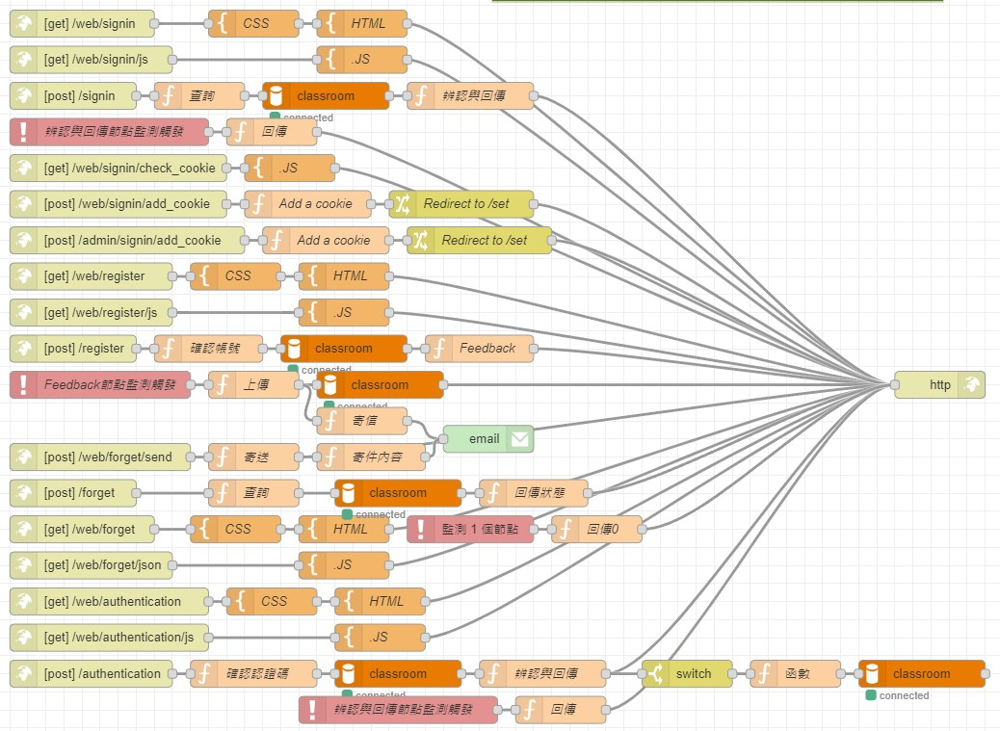 [get] /web/signin CSS HTML
[get] /web/signin/js .JS
[post] /signin 查詢 classroom 辨認與回傳
connected
辨認與回傳節點監測觸發 回傳
[get] /web/signin/check_cookie .JS
[post] /web/signin/add_cookie Add a cookie Redirect to /set
[post] /admin/signin/add_cookie Add a cookie Redirect to /set
[get] /web/register CSS HTML
[get] /web/register/js .JS
[post] /register 確認帳號 classroom Feedback
connected
Feedback節點監測觸發 上傳 classroom http
connected
寄信
email
[post] /web/forget/send 寄送 寄件內容
[post] /forget 查詢 classroom 回傳狀態
connected
[get] /web/forget CSS HTML 監測 1 個節點 回傳0
[get] /web/forget/json .JS
[get] /web/authentication CSS HTML
[get] /web/authentication/js .JS
[post] /authentication 確認認證碼 classroom 辨認與回傳 switch 函數 classroom
connected connected
辨認與回傳節點監測觸發 回傳